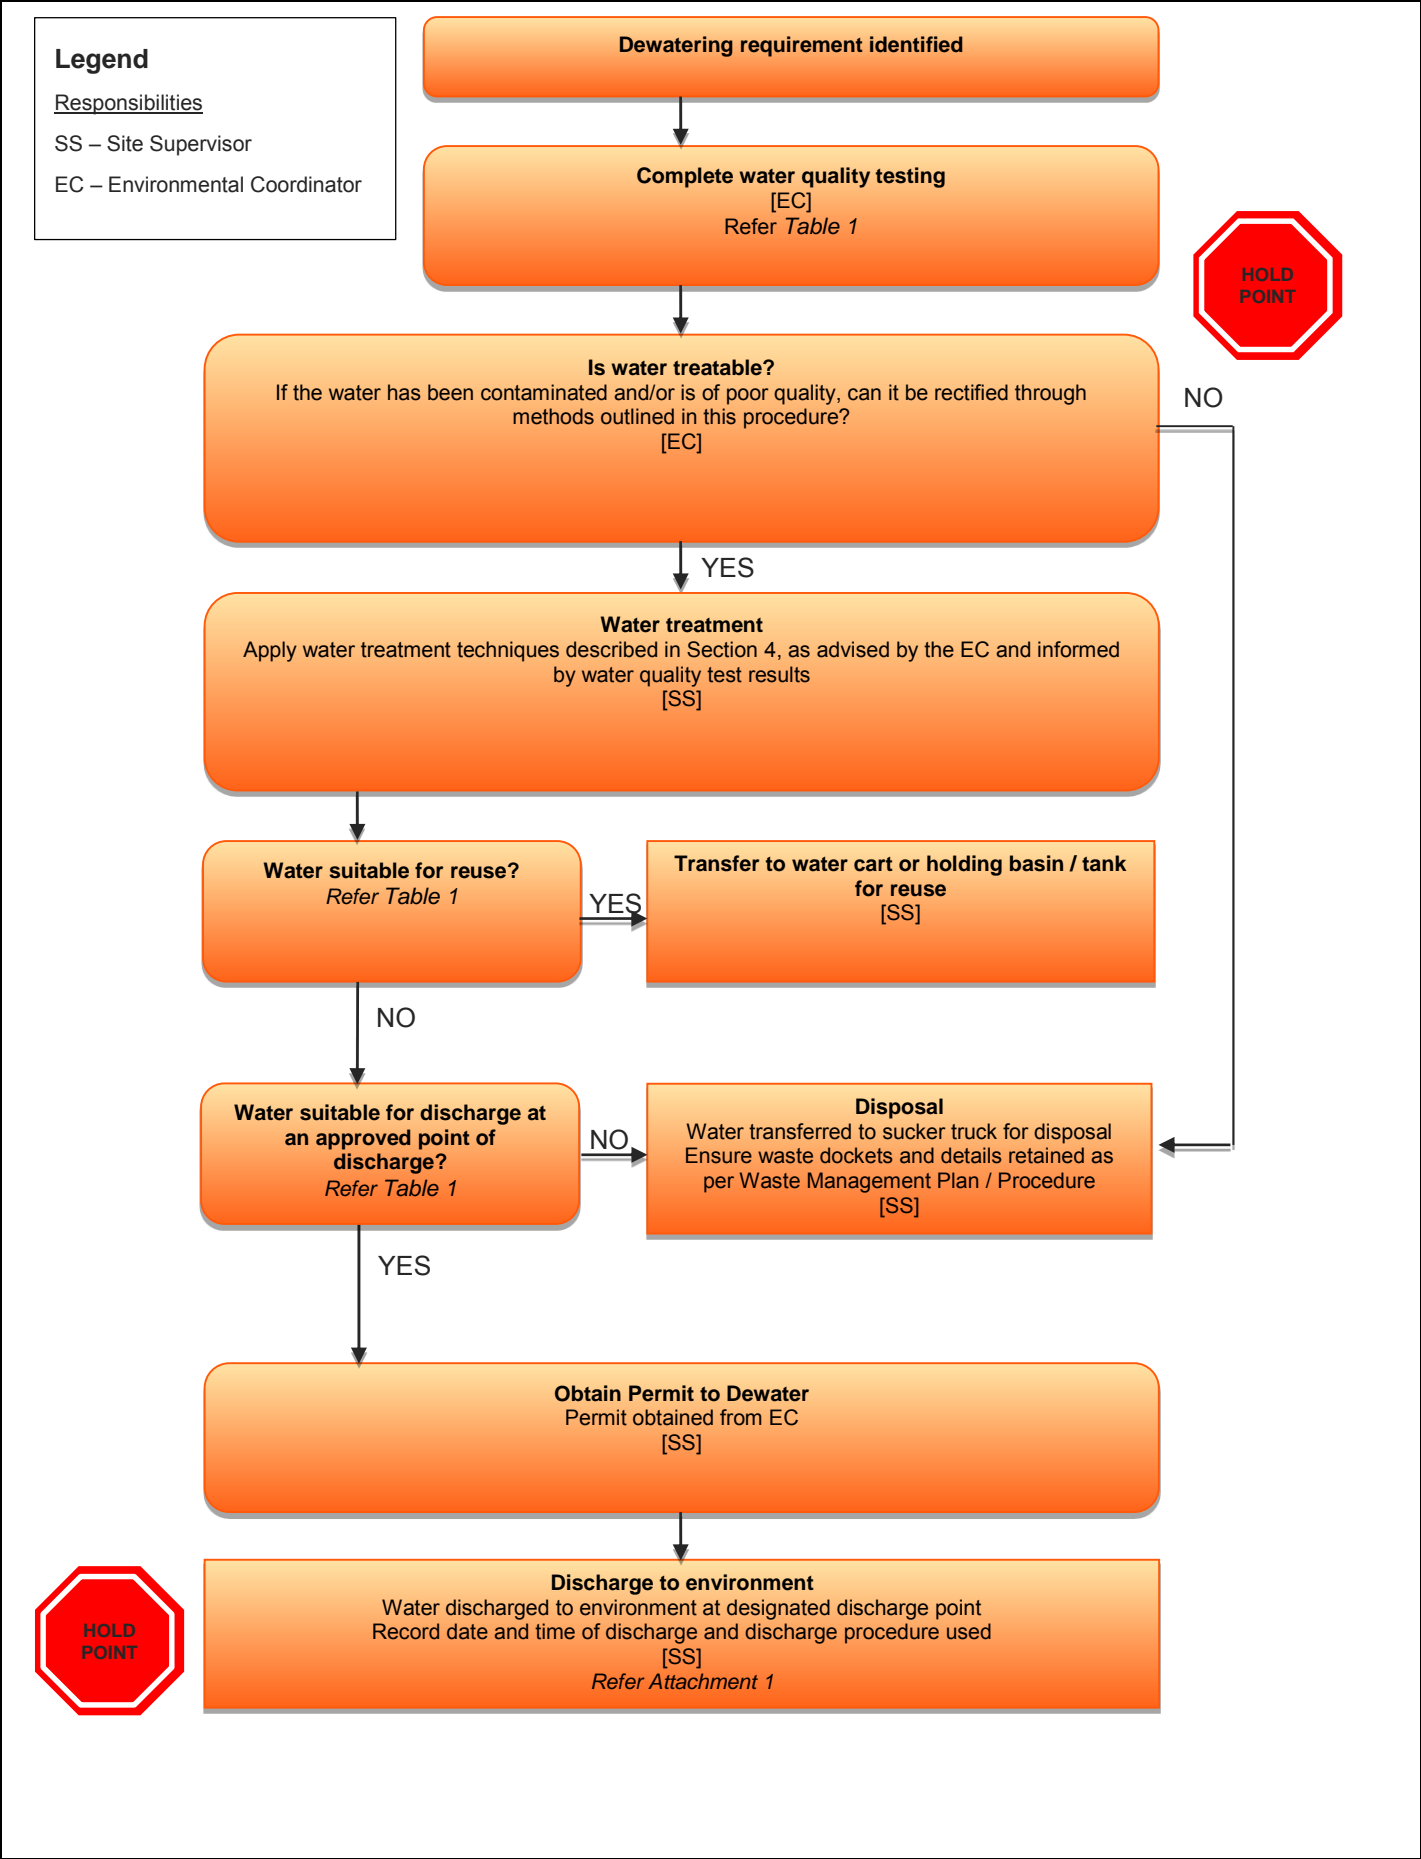 Legend
Responsibilities
SS – Site Supervisor
EC – Environmental Coordinator
Dewatering requirement identified
Complete water quality testing
[EC]
Refer Table 1
HOLD
POINT
Is water treatable?
If the water has been contaminated and/or is of poor quality, can it be rectified through
methods outlined in this procedure?
[EC]
NO
YES
Water treatment
Apply water treatment techniques described in Section 4, as advised by the EC and informed
by water quality test results
[SS]
Water suitable for reuse?
Refer Table 1
YES
Transfer to water cart or holding basin / tank
for reuse
[SS]
NO
Water suitable for discharge at
an approved point of
discharge?
Refer Table 1
NO
Disposal
Water transferred to sucker truck for disposal
Ensure waste dockets and details retained as
per Waste Management Plan / Procedure
[SS]
YES
Obtain Permit to Dewater
Permit obtained from EC
[SS]
HOLD
POINT
Discharge to environment
Water discharged to environment at designated discharge point
Record date and time of discharge and discharge procedure used
[SS]
Refer Attachment 1